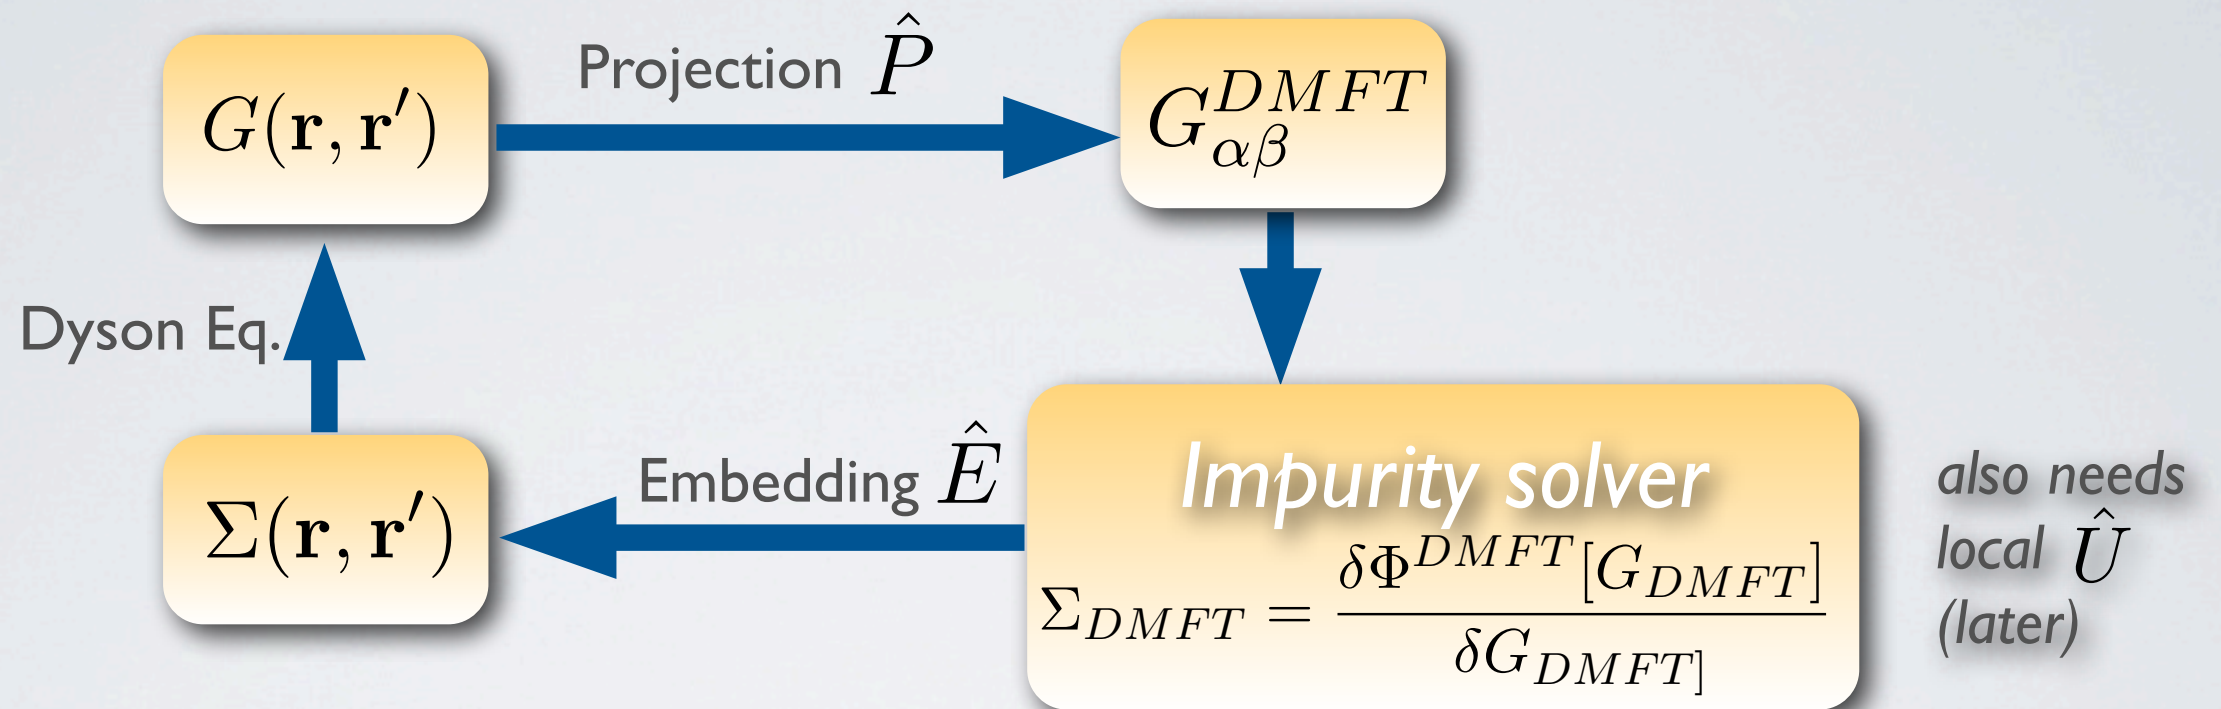 Projection P̂
G(r, r′)
G^{DMFT}_{αβ}
Dyson Eq.
Σ(r, r′)
Embedding Ê
Impurity solver
Σ_{DMFT} = δΦ^{DMFT}[G_{DMFT}] / δG_{DMFT]}
also needs
local Û
(later)